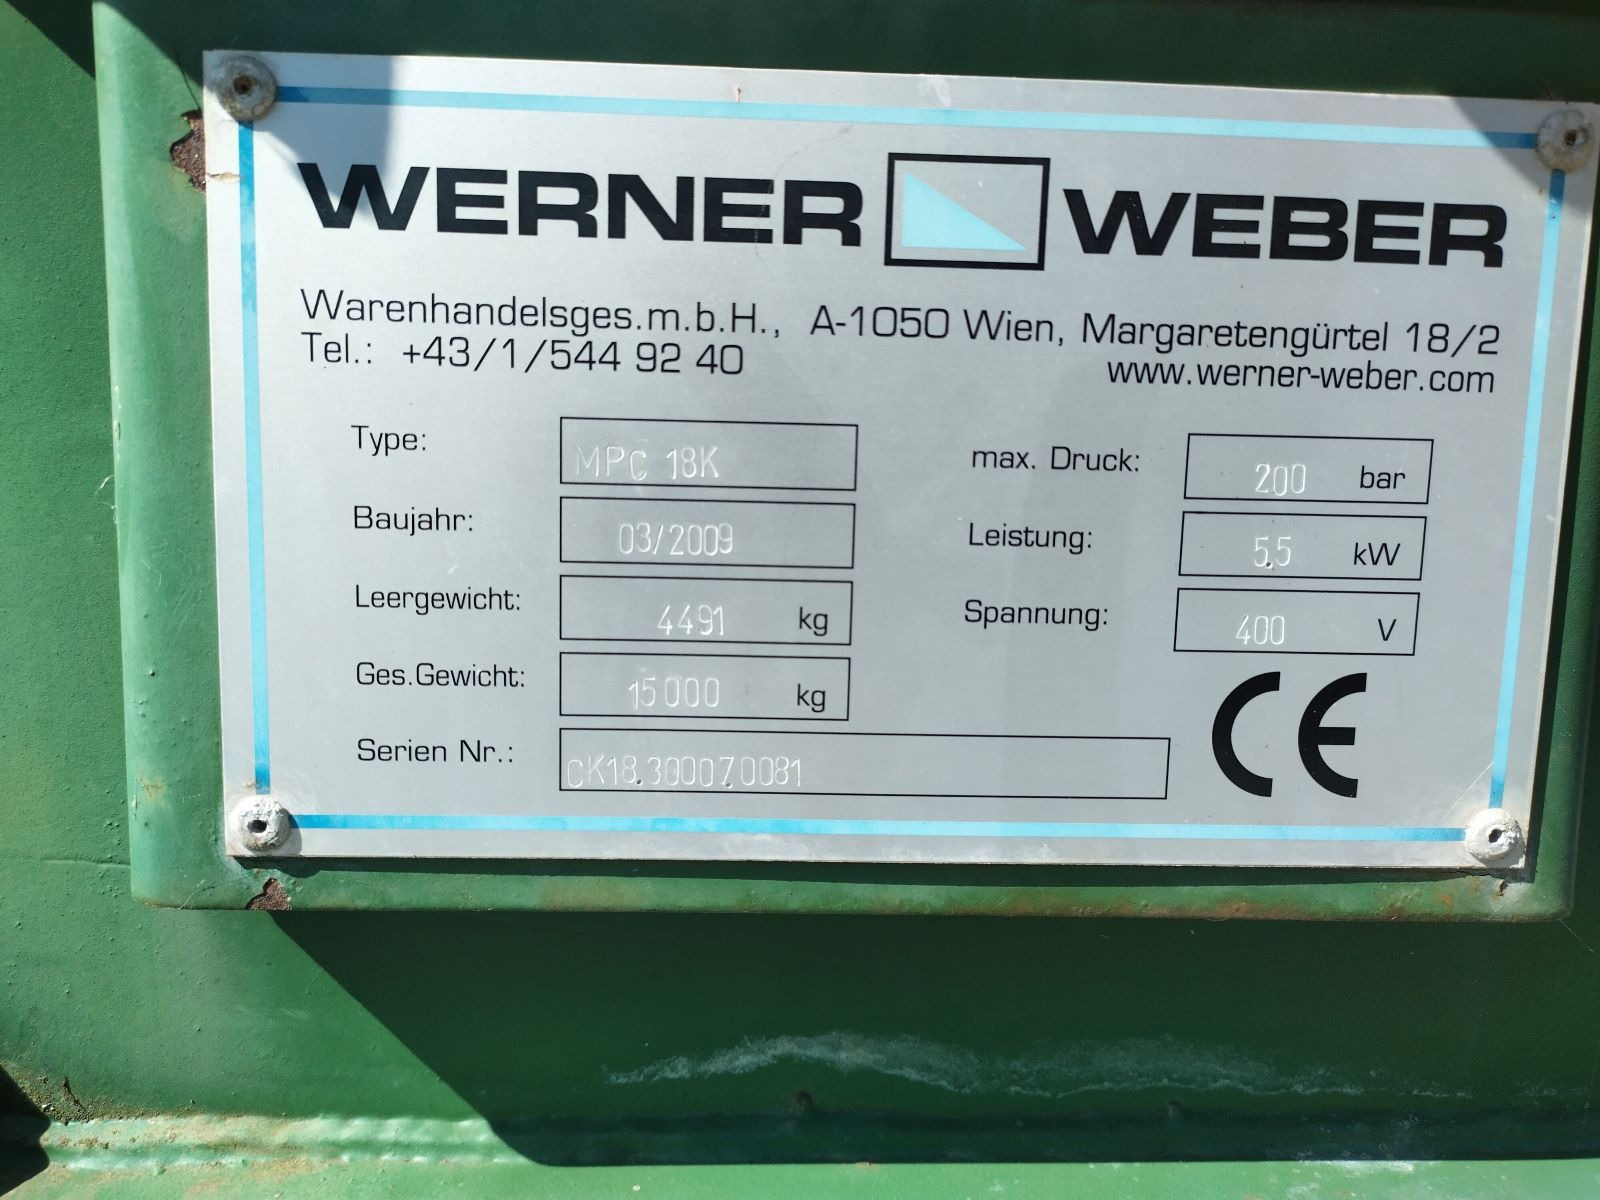 WERNER WEBER
Warenhandelsges.m.b.H., A-1050 Wien, Margaretengürtel 18/2
Tel.: +43/1/544 92 40
www.werner-weber.com
Type: MPC 18K
max. Druck: 200 bar
Baujahr: 03/2009
Leistung: 5.5 kW
Leergewicht: 4491 kg
Spannung: 400 V
Ges.Gewicht: 15000 kg
Serien Nr.: CK18.30007.0081
CE